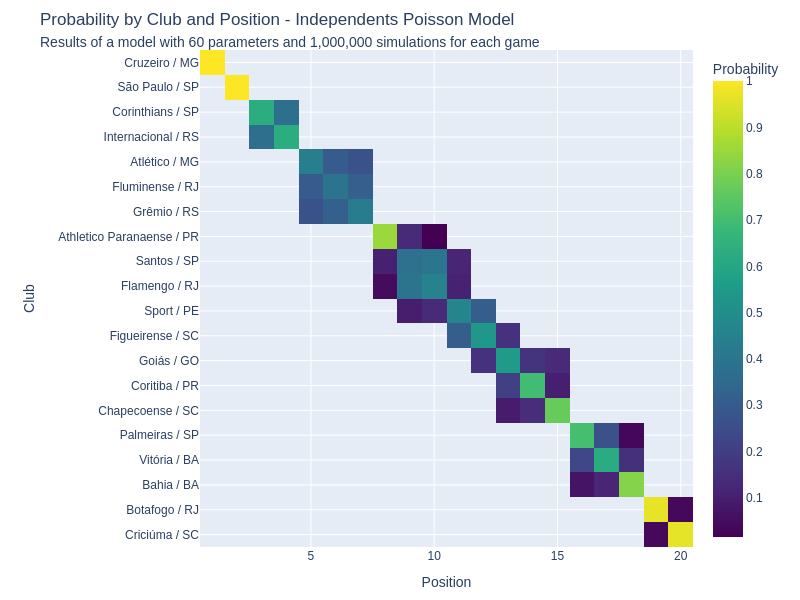 Probability by Club and Position - Independents Poisson Model
Results of a model with 60 parameters and 1,000,000 simulations for each game
Probability
Club
Cruzeiro / MG
São Paulo / SP
Corinthians / SP
Internacional / RS
Atlético / MG
Fluminense / RJ
Grêmio / RS
Athletico Paranaense / PR
Santos / SP
Flamengo / RJ
Sport / PE
Figueirense / SC
Goiás / GO
Coritiba / PR
Chapecoense / SC
Palmeiras / SP
Vitória / BA
Bahia / BA
Botafogo / RJ
Criciúma / SC
5 10 15 20
Position
1
0.9
0.8
0.7
0.6
0.5
0.4
0.3
0.2
0.1